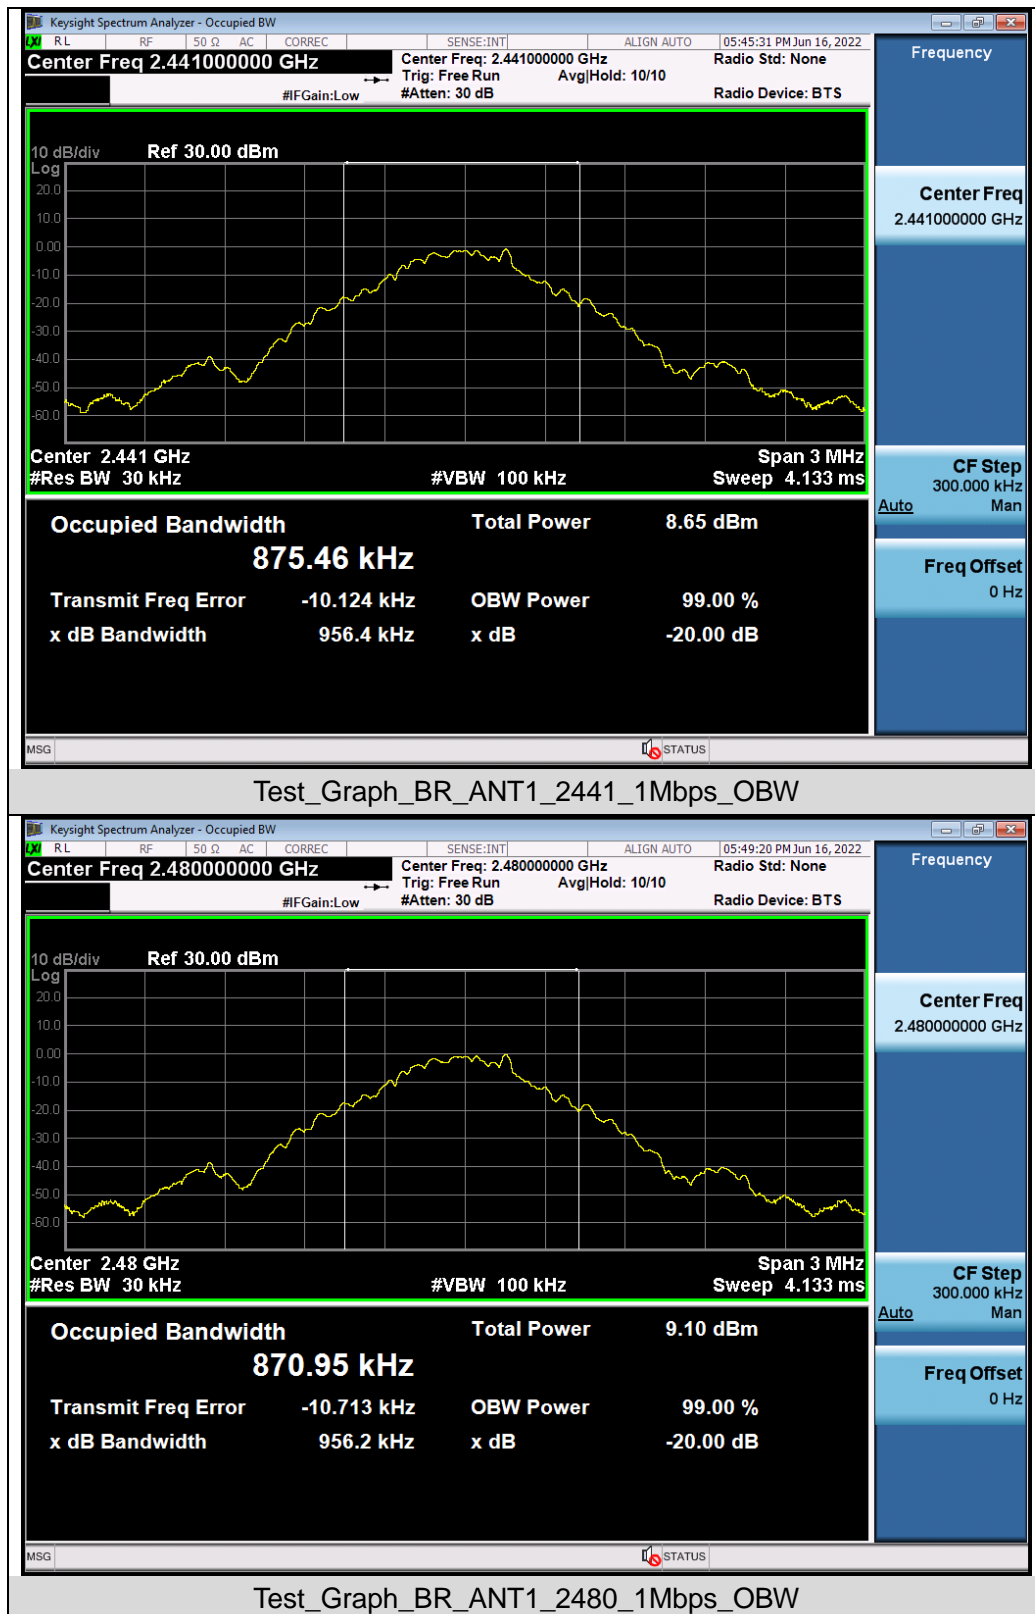 Keysight Spectrum Analyzer - Occupied BW
LXI RL RF 50 Ω AC CORREC SENSE:INT ALIGN AUTO 05:45:31 PM Jun 16, 2022
Center Freq 2.441000000 GHz
Center Freq: 2.441000000 GHz
Radio Std: None
Trig: Free Run Avg|Hold: 10/10
#IFGain:Low
#Atten: 30 dB
Radio Device: BTS
Frequency
10 dB/div Ref 30.00 dBm
Log
20.0
10.0
0.00
-10.0
-20.0
-30.0
-40.0
-50.0
-60.0
Center 2.441 GHz Span 3 MHz
#Res BW 30 kHz #VBW 100 kHz Sweep 4.133 ms
Center Freq
2.441000000 GHz
CF Step
300.000 kHz
Auto Man
Freq Offset
0 Hz
Occupied Bandwidth Total Power 8.65 dBm
875.46 kHz
Transmit Freq Error -10.124 kHz OBW Power 99.00 %
x dB Bandwidth 956.4 kHz x dB -20.00 dB
MSG STATUS
Test_Graph_BR_ANT1_2441_1Mbps_OBW
Keysight Spectrum Analyzer - Occupied BW
LXI RL RF 50 Ω AC CORREC SENSE:INT ALIGN AUTO 05:49:20 PM Jun 16, 2022
Center Freq 2.480000000 GHz
Center Freq: 2.480000000 GHz
Radio Std: None
Trig: Free Run Avg|Hold: 10/10
#IFGain:Low
#Atten: 30 dB
Radio Device: BTS
Frequency
10 dB/div Ref 30.00 dBm
Log
20.0
10.0
0.00
-10.0
-20.0
-30.0
-40.0
-50.0
-60.0
Center 2.48 GHz Span 3 MHz
#Res BW 30 kHz #VBW 100 kHz Sweep 4.133 ms
Center Freq
2.480000000 GHz
CF Step
300.000 kHz
Auto Man
Freq Offset
0 Hz
Occupied Bandwidth Total Power 9.10 dBm
870.95 kHz
Transmit Freq Error -10.713 kHz OBW Power 99.00 %
x dB Bandwidth 956.2 kHz x dB -20.00 dB
MSG STATUS
Test_Graph_BR_ANT1_2480_1Mbps_OBW